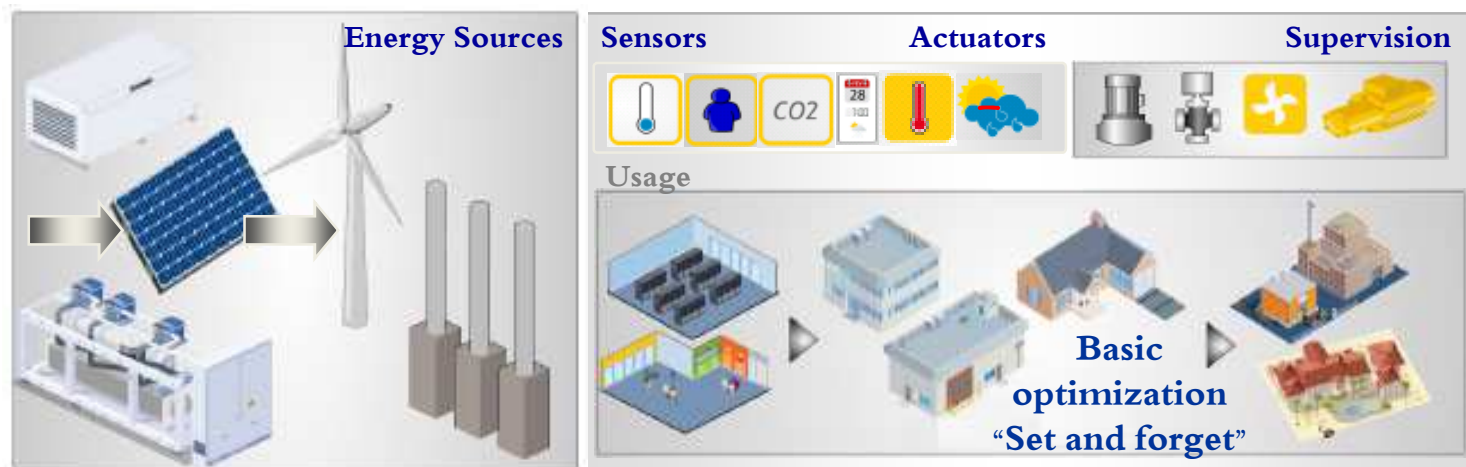 Energy Sources
Sensors
Actuators
Supervision
CO2
28
Usage
Basic
optimization
“Set and forget”